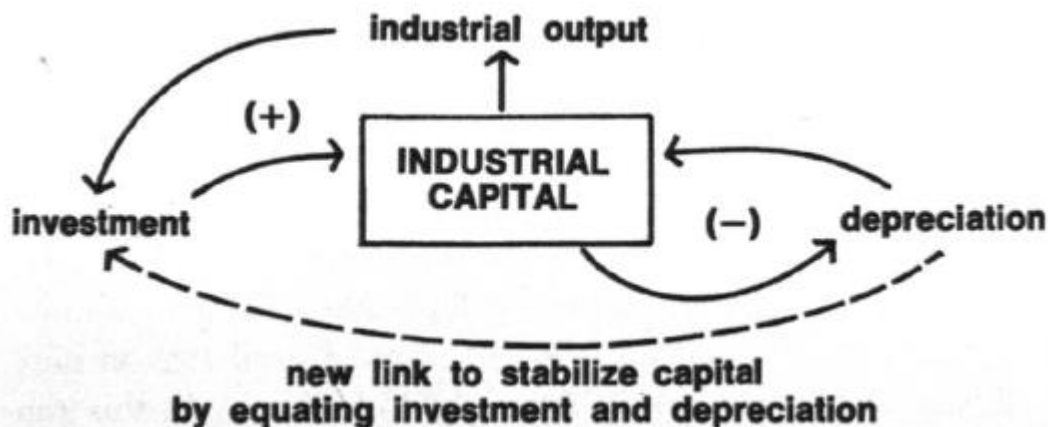 industrial output
(+)
INDUSTRIAL
CAPITAL
investment
(−)
depreciation
new link to stabilize capital
by equating investment and depreciation